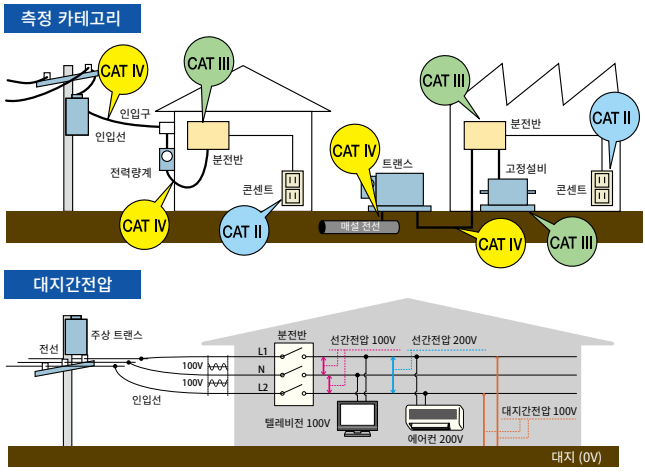 측정 카테고리
CAT IV
CAT III
인입구
인입선
전력량계
분전반
콘센트
CAT IV
CAT II
CAT IV
트랜스
매설 전선
CAT III
분전반
고정설비
CAT II
콘센트
CAT IV
CAT III
대지간전압
주상 트랜스
전선
인입선
100V
100V
분전반
L1
N
L2
선간전압 100V
선간전압 200V
텔레비전 100V
에어컨 200V
대지간전압 100V
대지 (0V)